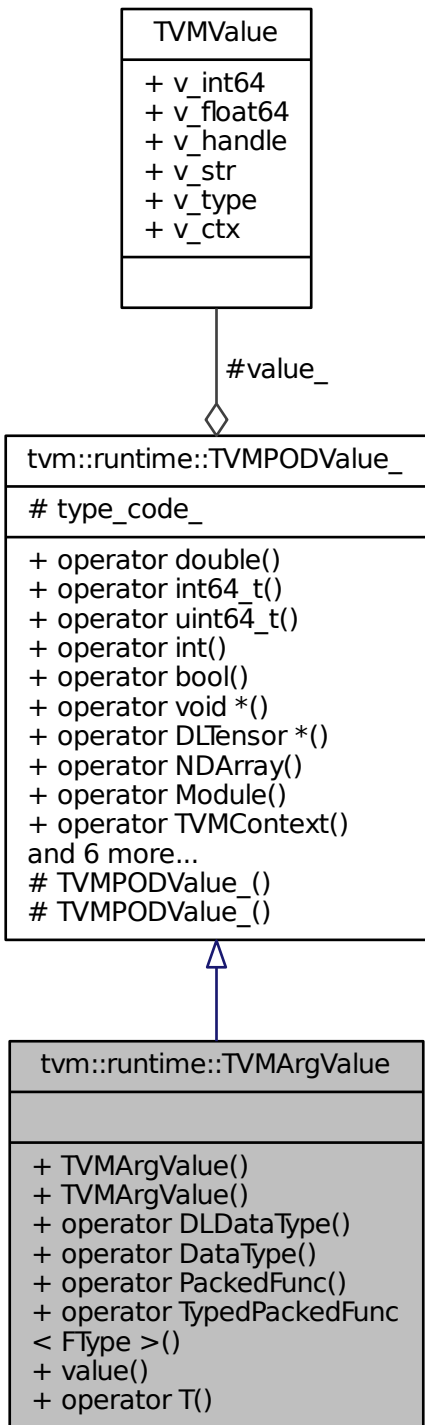 TVMValue
+ v_int64
+ v_float64
+ v_handle
+ v_str
+ v_type
+ v_ctx
#value_
tvm::runtime::TVMPODValue_
# type_code_
+ operator double()
+ operator int64_t()
+ operator uint64_t()
+ operator int()
+ operator bool()
+ operator void *()
+ operator DLTensor *()
+ operator NDArray()
+ operator Module()
+ operator TVMContext()
and 6 more...
# TVMPODValue_()
# TVMPODValue_()
tvm::runtime::TVMArgValue
+ TVMArgValue()
+ TVMArgValue()
+ operator DLDataType()
+ operator DataType()
+ operator PackedFunc()
+ operator TypedPackedFunc
< FType >()
+ value()
+ operator T()